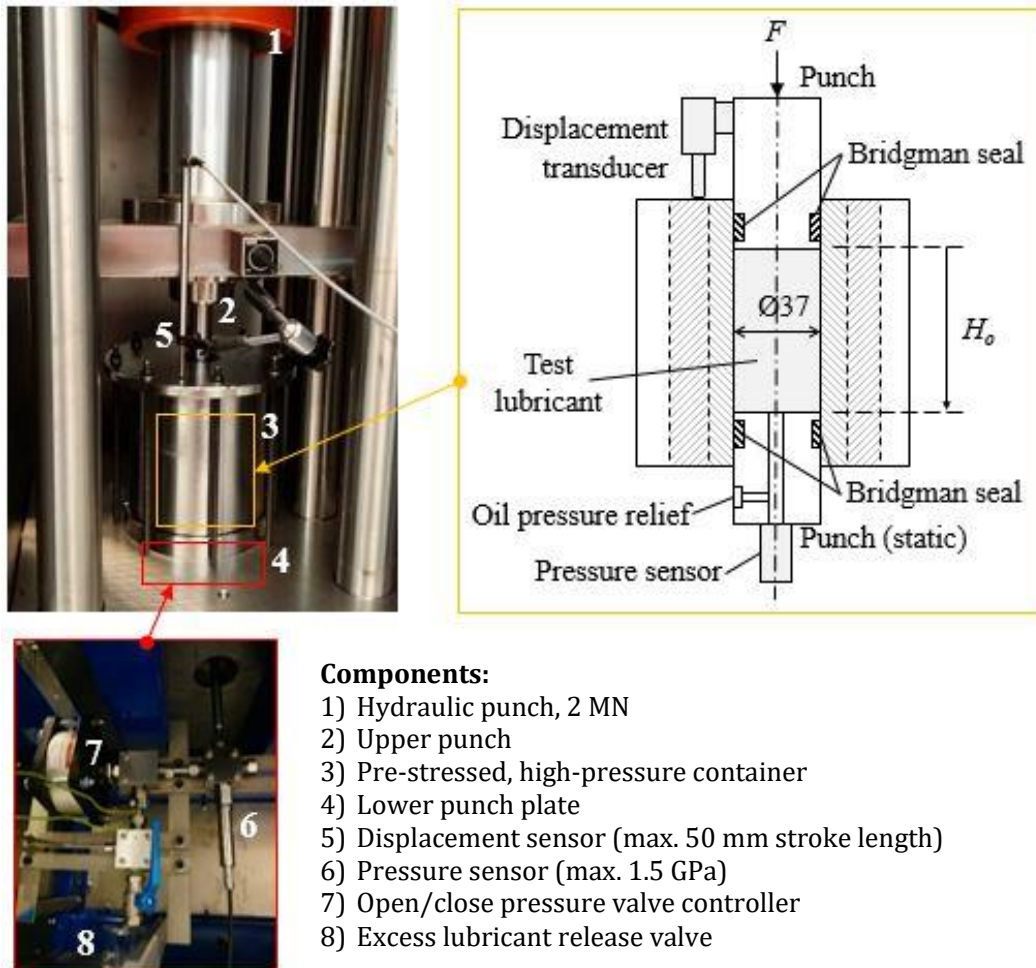 1
2
5
3
4
F
Punch
Displacement
transducer
Bridgman seal
Ø37
Hₒ
Test
lubricant
Bridgman seal
Oil pressure relief
Punch (static)
Pressure sensor
7
6
8
Components:
1) Hydraulic punch, 2 MN
2) Upper punch
3) Pre-stressed, high-pressure container
4) Lower punch plate
5) Displacement sensor (max. 50 mm stroke length)
6) Pressure sensor (max. 1.5 GPa)
7) Open/close pressure valve controller
8) Excess lubricant release valve